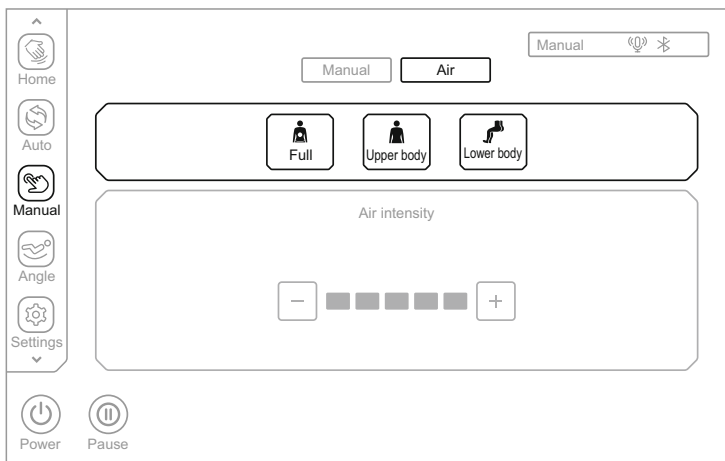 Home
Auto
Manual
Angle
Settings
Power
Pause
Manual
Manual Air
Full Upper body Lower body
Air intensity